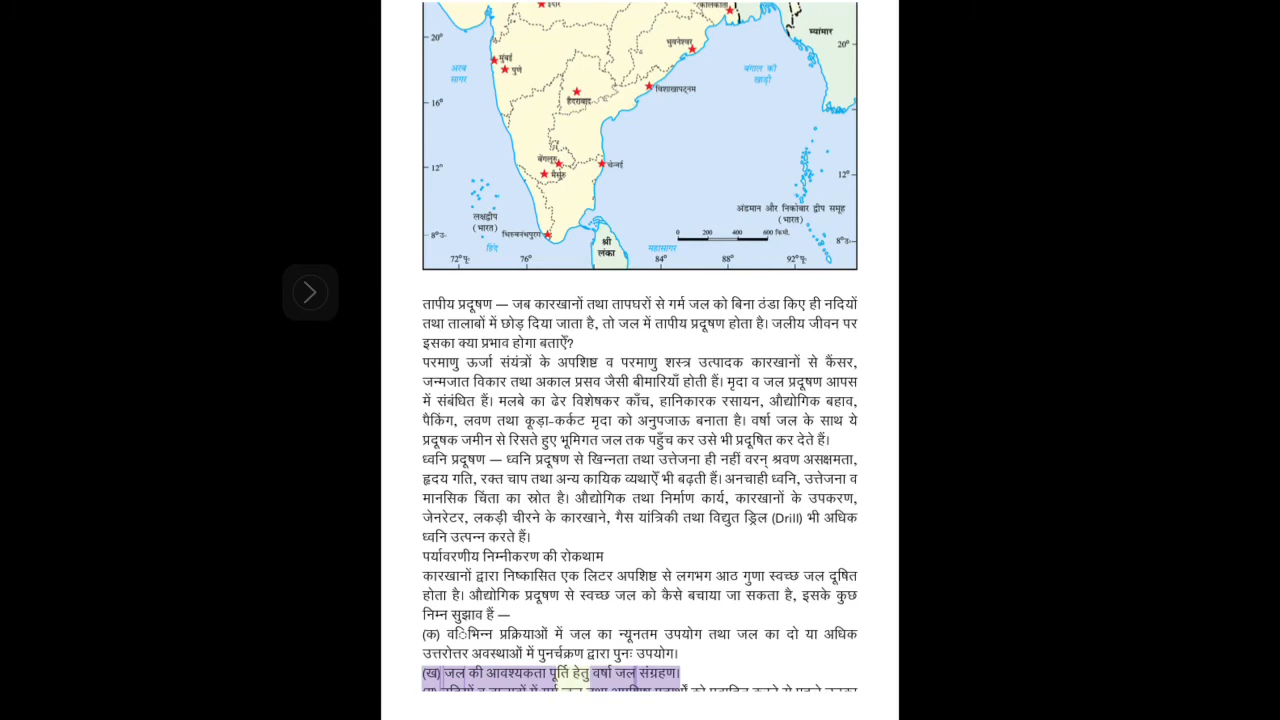 इंदौर
कोलकाता
म्यांमार
20°
भुवनेश्वर
20°
मुंबई
अरब
सागर
पुणे
बंगाल की
खाड़ी
विशाखापट्नम
हैदराबाद
16°
बेंगलूरु
चेन्नई
12°
मैसूरु
12°
अंडमान और निकोबार द्वीप समूह
(भारत)
लक्षद्वीप
(भारत)
थिरुवनंथपुरम
8°उ॰
हिंद
श्री
लंका
महासागर
0 200 400 600 किमी.
8°उ॰
72°पू॰ 76° 84° 88° 92°पू॰
तापीय प्रदूषण — जब कारखानों तथा तापघरों से गर्म जल को बिना ठंडा किए ही नदियों
तथा तालाबों में छोड़ दिया जाता है, तो जल में तापीय प्रदूषण होता है। जलीय जीवन पर
इसका क्या प्रभाव होगा बताएँ?
परमाणु ऊर्जा संयंत्रों के अपशिष्ट व परमाणु शस्त्र उत्पादक कारखानों से कैंसर,
जन्मजात विकार तथा अकाल प्रसव जैसी बीमारियाँ होती हैं। मृदा व जल प्रदूषण आपस
में संबंधित हैं। मलबे का ढेर विशेषकर काँच, हानिकारक रसायन, औद्योगिक बहाव,
पैकिंग, लवण तथा कूड़ा-कर्कट मृदा को अनुपजाऊ बनाता है। वर्षा जल के साथ ये
प्रदूषक जमीन से रिसते हुए भूमिगत जल तक पहुँच कर उसे भी प्रदूषित कर देते हैं।
ध्वनि प्रदूषण — ध्वनि प्रदूषण से खिन्नता तथा उत्तेजना ही नहीं वरन् श्रवण असक्षमता,
हृदय गति, रक्त चाप तथा अन्य कायिक व्यथाएँ भी बढ़ती हैं। अनचाही ध्वनि, उत्तेजना व
मानसिक चिंता का स्रोत है। औद्योगिक तथा निर्माण कार्य, कारखानों के उपकरण,
जेनरेटर, लकड़ी चीरने के कारखाने, गैस यांत्रिकी तथा विद्युत ड्रिल (Drill) भी अधिक
ध्वनि उत्पन्न करते हैं।
पर्यावरणीय निम्नीकरण की रोकथाम
कारखानों द्वारा निष्कासित एक लिटर अपशिष्ट से लगभग आठ गुणा स्वच्छ जल दूषित
होता है। औद्योगिक प्रदूषण से स्वच्छ जल को कैसे बचाया जा सकता है, इसके कुछ
निम्न सुझाव हैं —
(क) विभिन्न प्रक्रियाओं में जल का न्यूनतम उपयोग तथा जल का दो या अधिक
उत्तरोत्तर अवस्थाओं में पुनर्चक्रण द्वारा पुनः उपयोग।
(ख) जल की आवश्यकता पूर्ति हेतु वर्षा जल संग्रहण।